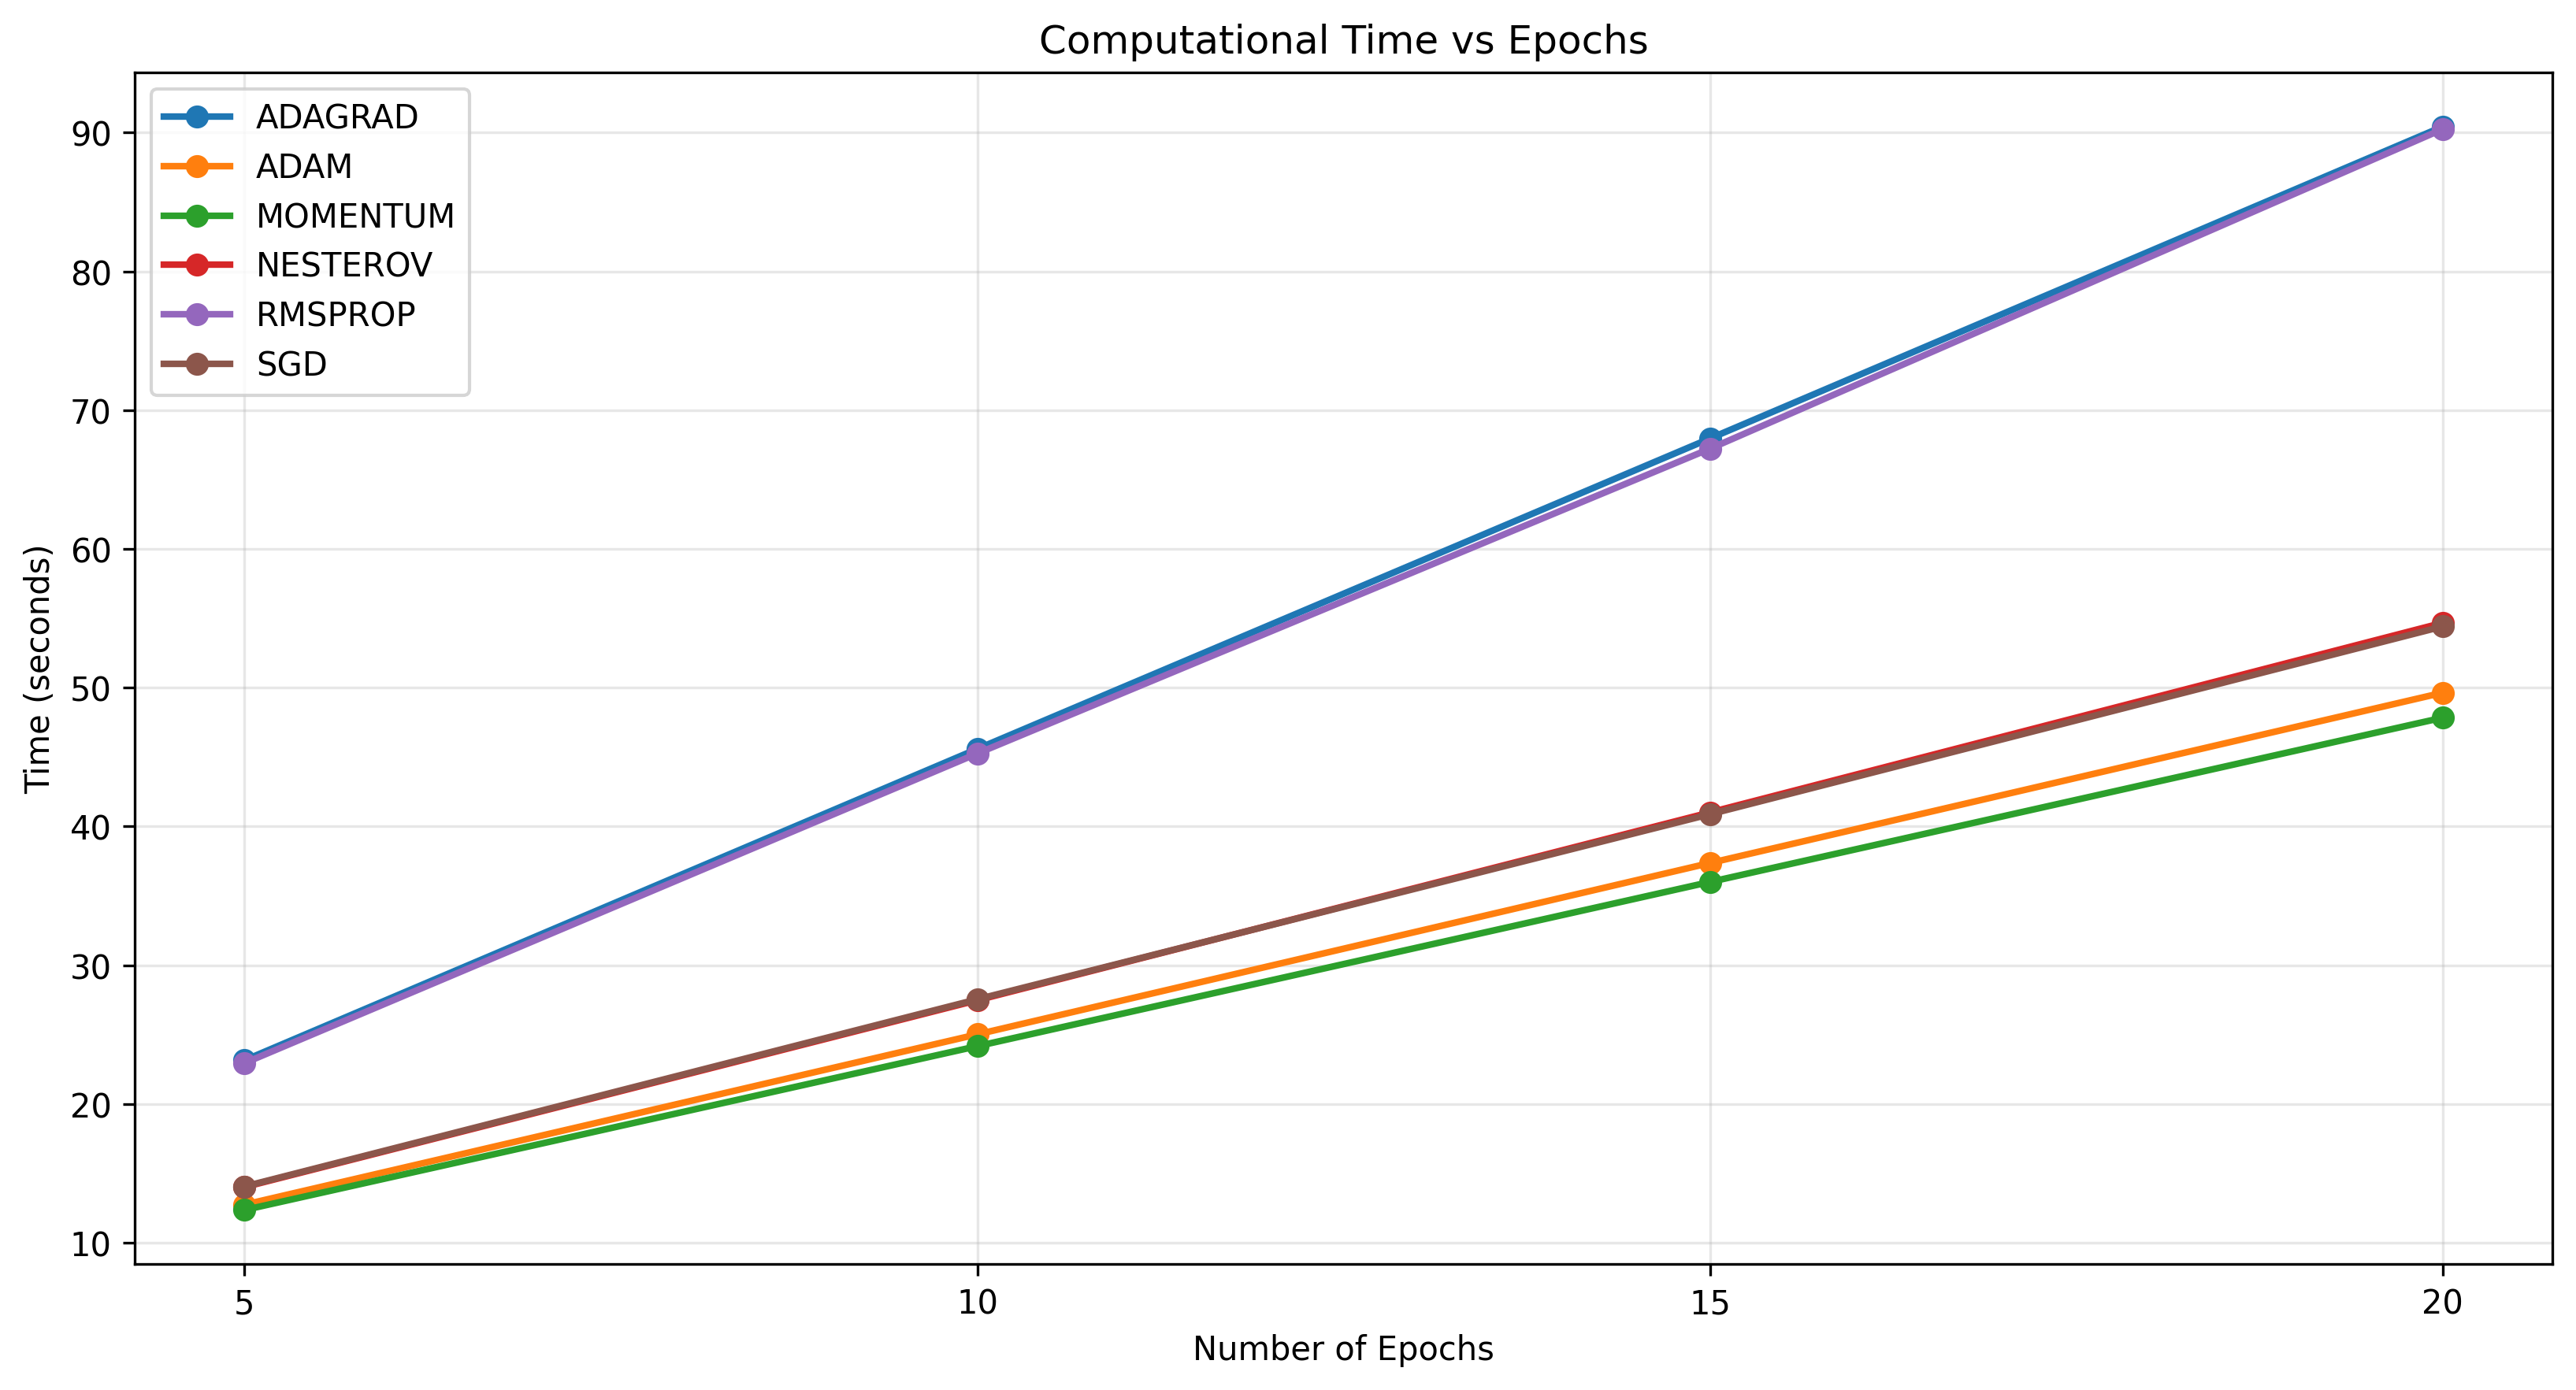 Computational Time vs Epochs
ADAGRAD
ADAM
MOMENTUM
NESTEROV
RMSPROP
SGD
Time (seconds)
90
80
70
60
50
40
30
20
10
5 10 15 20
Number of Epochs